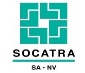 SOCATRA
SA - NV